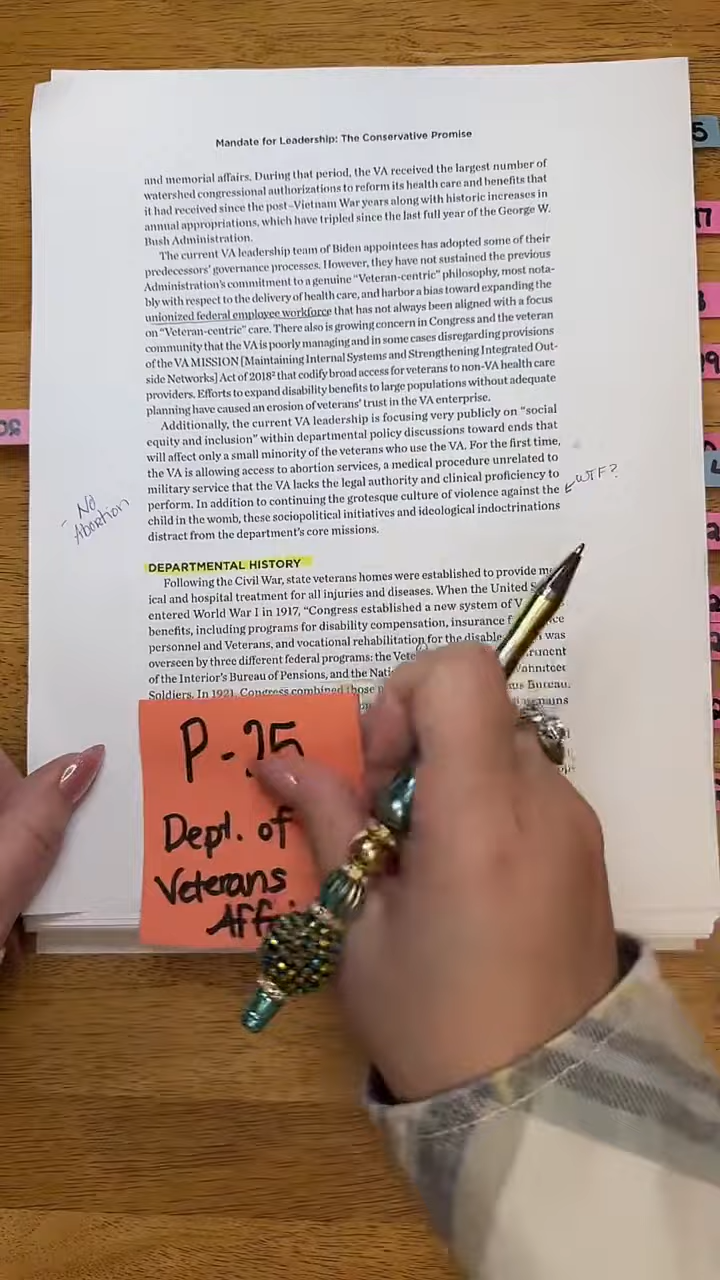 Mandate for Leadership: The Conservative Promise
and memorial affairs. During that period, the VA received the largest number of
watershed congressional authorizations to reform its health care and benefits that
it had received since the post–Vietnam War years along with historic increases in
annual appropriations, which have tripled since the last full year of the George W.
Bush Administration.
The current VA leadership team of Biden appointees has adopted some of their
predecessors' governance processes. However, they have not sustained the previous
Administration's commitment to a genuine "Veteran-centric" philosophy, most nota-
bly with respect to the delivery of health care, and harbor a bias toward expanding the
unionized federal employee workforce that has not always been aligned with a focus
on "Veteran-centric" care. There also is growing concern in Congress and the veteran
community that the VA is poorly managing and in some cases disregarding provisions
of the VA MISSION [Maintaining Internal Systems and Strengthening Integrated Out-
side Networks] Act of 2018² that codify broad access for veterans to non-VA health care
providers. Efforts to expand disability benefits to large populations without adequate
planning have caused an erosion of veterans' trust in the VA enterprise.
Additionally, the current VA leadership is focusing very publicly on "social
equity and inclusion" within departmental policy discussions toward ends that
will affect only a small minority of the veterans who use the VA. For the first time,
the VA is allowing access to abortion services, a medical procedure unrelated to
military service that the VA lacks the legal authority and clinical proficiency to
perform. In addition to continuing the grotesque culture of violence against the
child in the womb, these sociopolitical initiatives and ideological indoctrinations
distract from the department's core missions.
WTF?
- No
Abortion
DEPARTMENTAL HISTORY
Following the Civil War, state veterans homes were established to provide
ical and hospital treatment for all injuries and diseases. When the United
entered World War I in 1917, "Congress established a new system of
benefits, including programs for disability compensation, insurance
personnel and Veterans, and vocational rehabilitation for the was
overseen by three different federal programs: the
of the Interior's Bureau of Pensions, and the
Soldiers. In 1921, Congress combined those Bureau.
P-25
Dept. of
Veterans